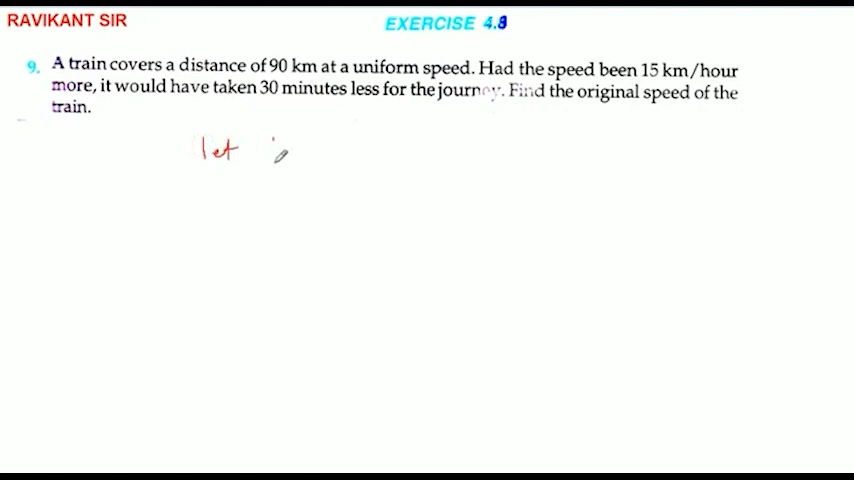 RAVIKANT SIR
EXERCISE 4.8
9. A train covers a distance of 90 km at a uniform speed. Had the speed been 15 km/hour
more, it would have taken 30 minutes less for the journey. Find the original speed of the
train.
let